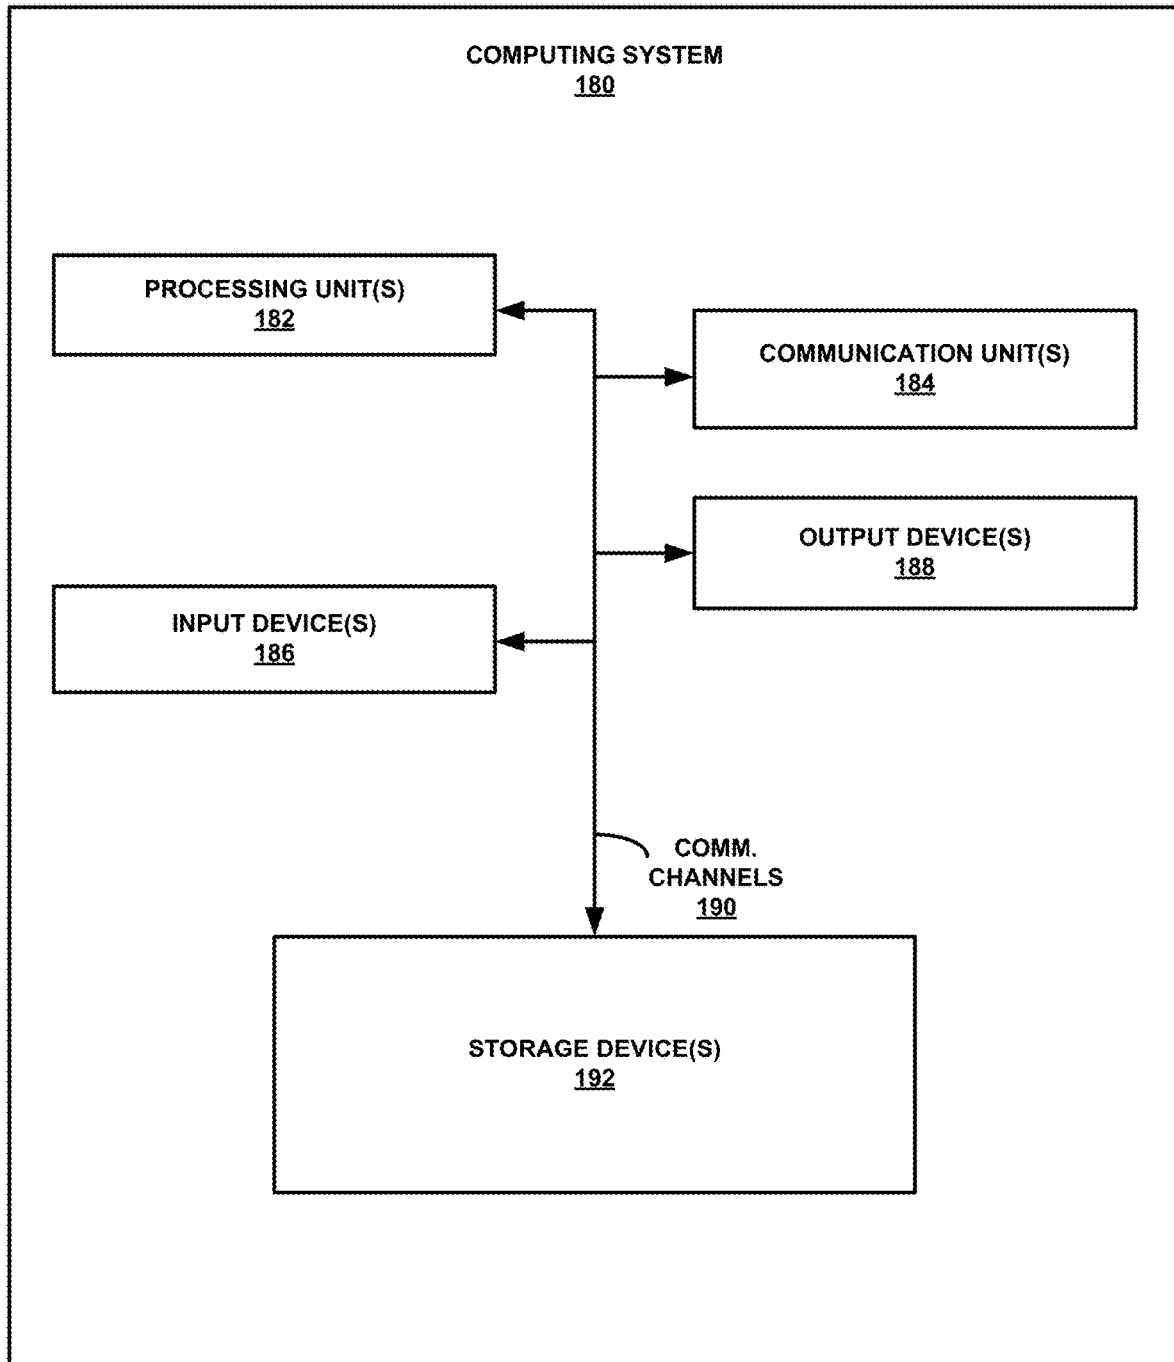 COMPUTING SYSTEM
180
PROCESSING UNIT(S)
182
COMMUNICATION UNIT(S)
184
OUTPUT DEVICE(S)
188
INPUT DEVICE(S)
186
COMM.
CHANNELS
190
STORAGE DEVICE(S)
192